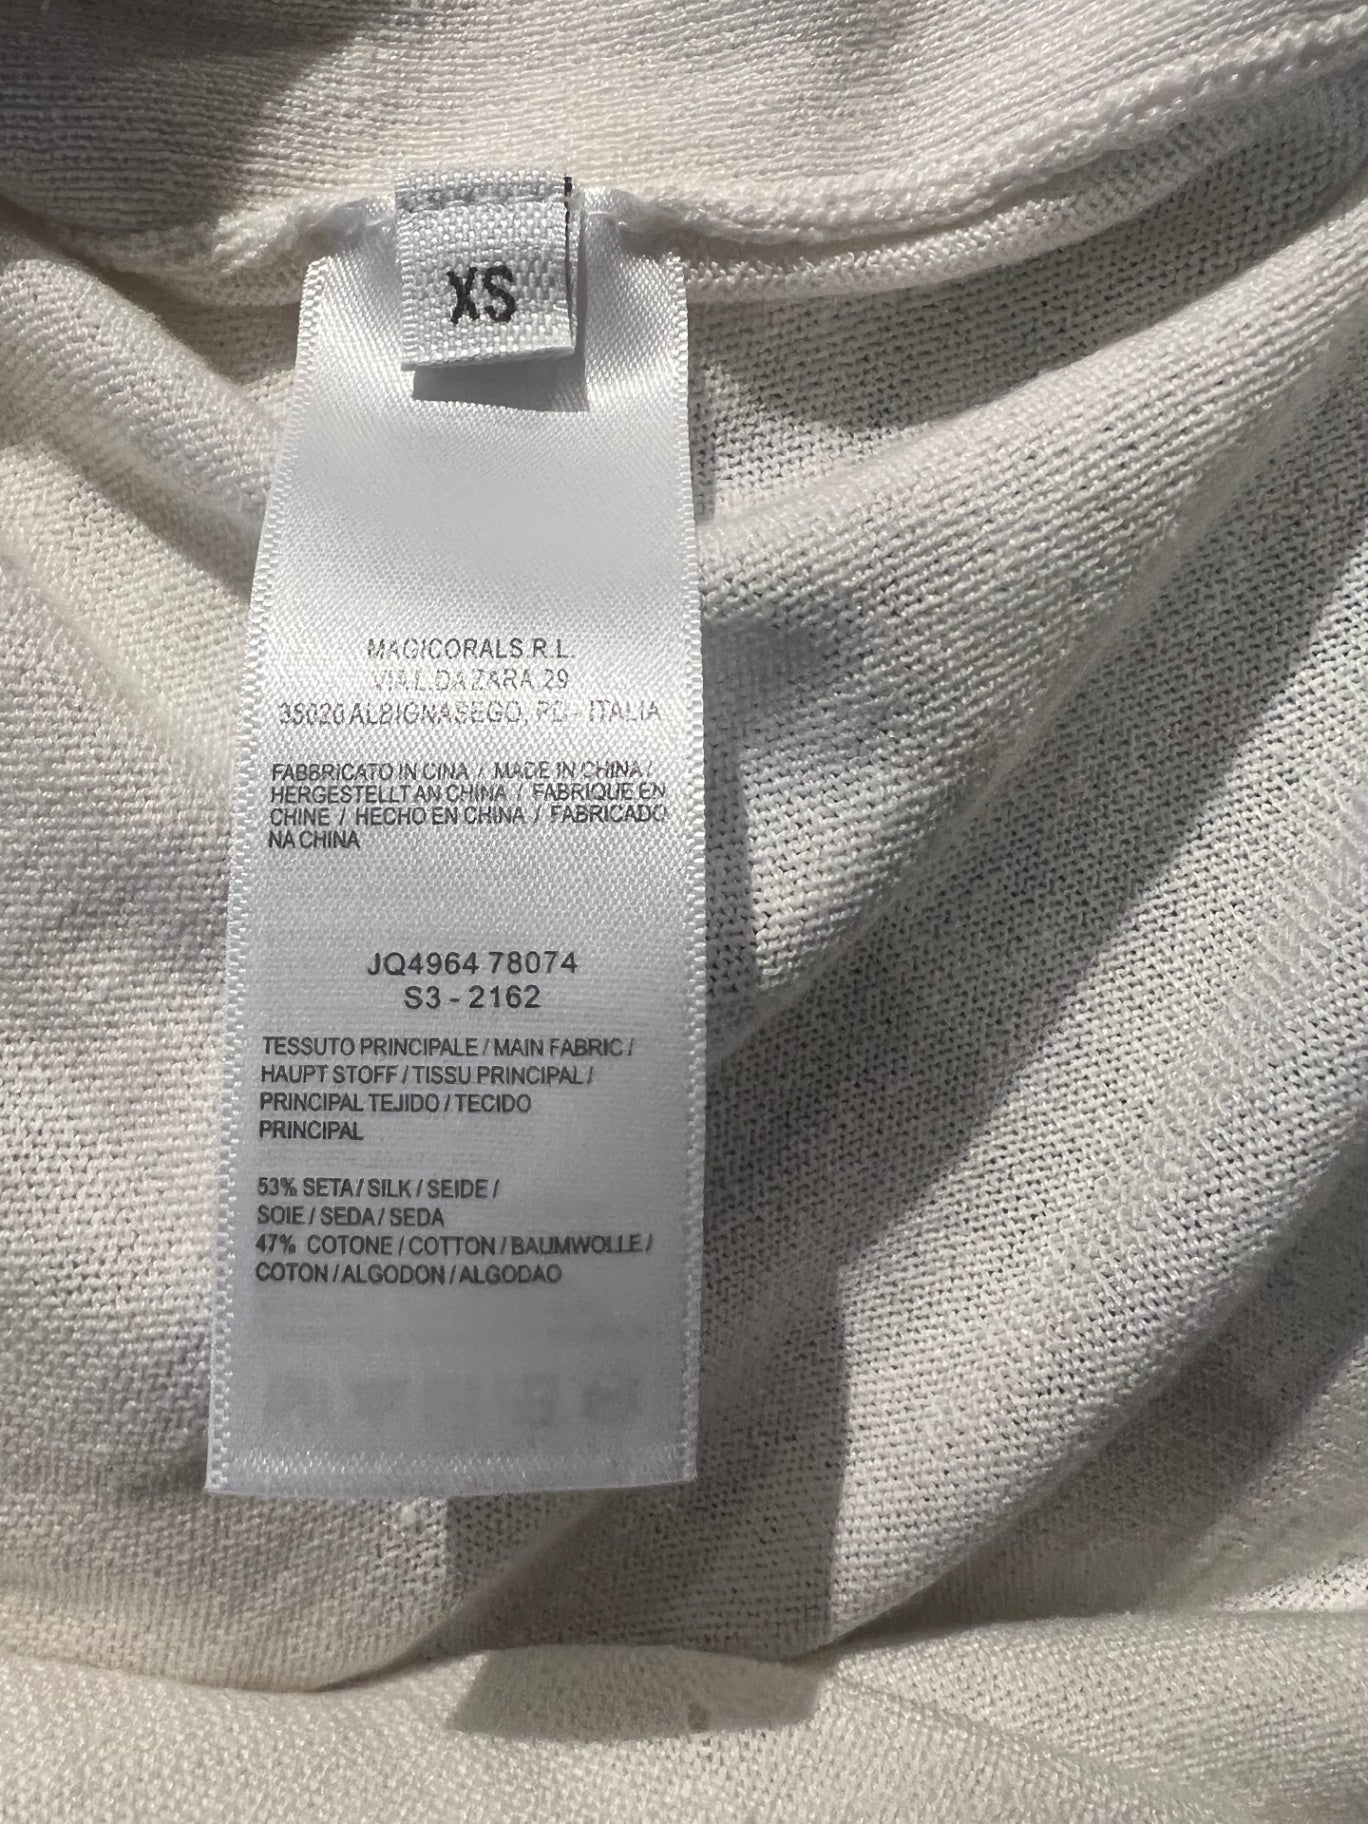 XS
MAGICORALS.R.L.
VIA L.DA ZARA.29
35020 ALBIGNASEGO, PD - ITALIA
FABBRICATO IN CINA / MADE IN CHINA /
HERGESTELLT AN CHINA / FABRIQUE EN
CHINE / HECHO EN CHINA / FABRICADO
NA CHINA
JQ4964 78074
S3 - 2162
TESSUTO PRINCIPALE / MAIN FABRIC /
HAUPT STOFF / TISSU PRINCIPAL /
PRINCIPAL TEJIDO / TECIDO
PRINCIPAL
53% SETA / SILK / SEIDE /
SOIE / SEDA / SEDA
47% COTONE / COTTON / BAUMWOLLE /
COTON / ALGODON / ALGODAO